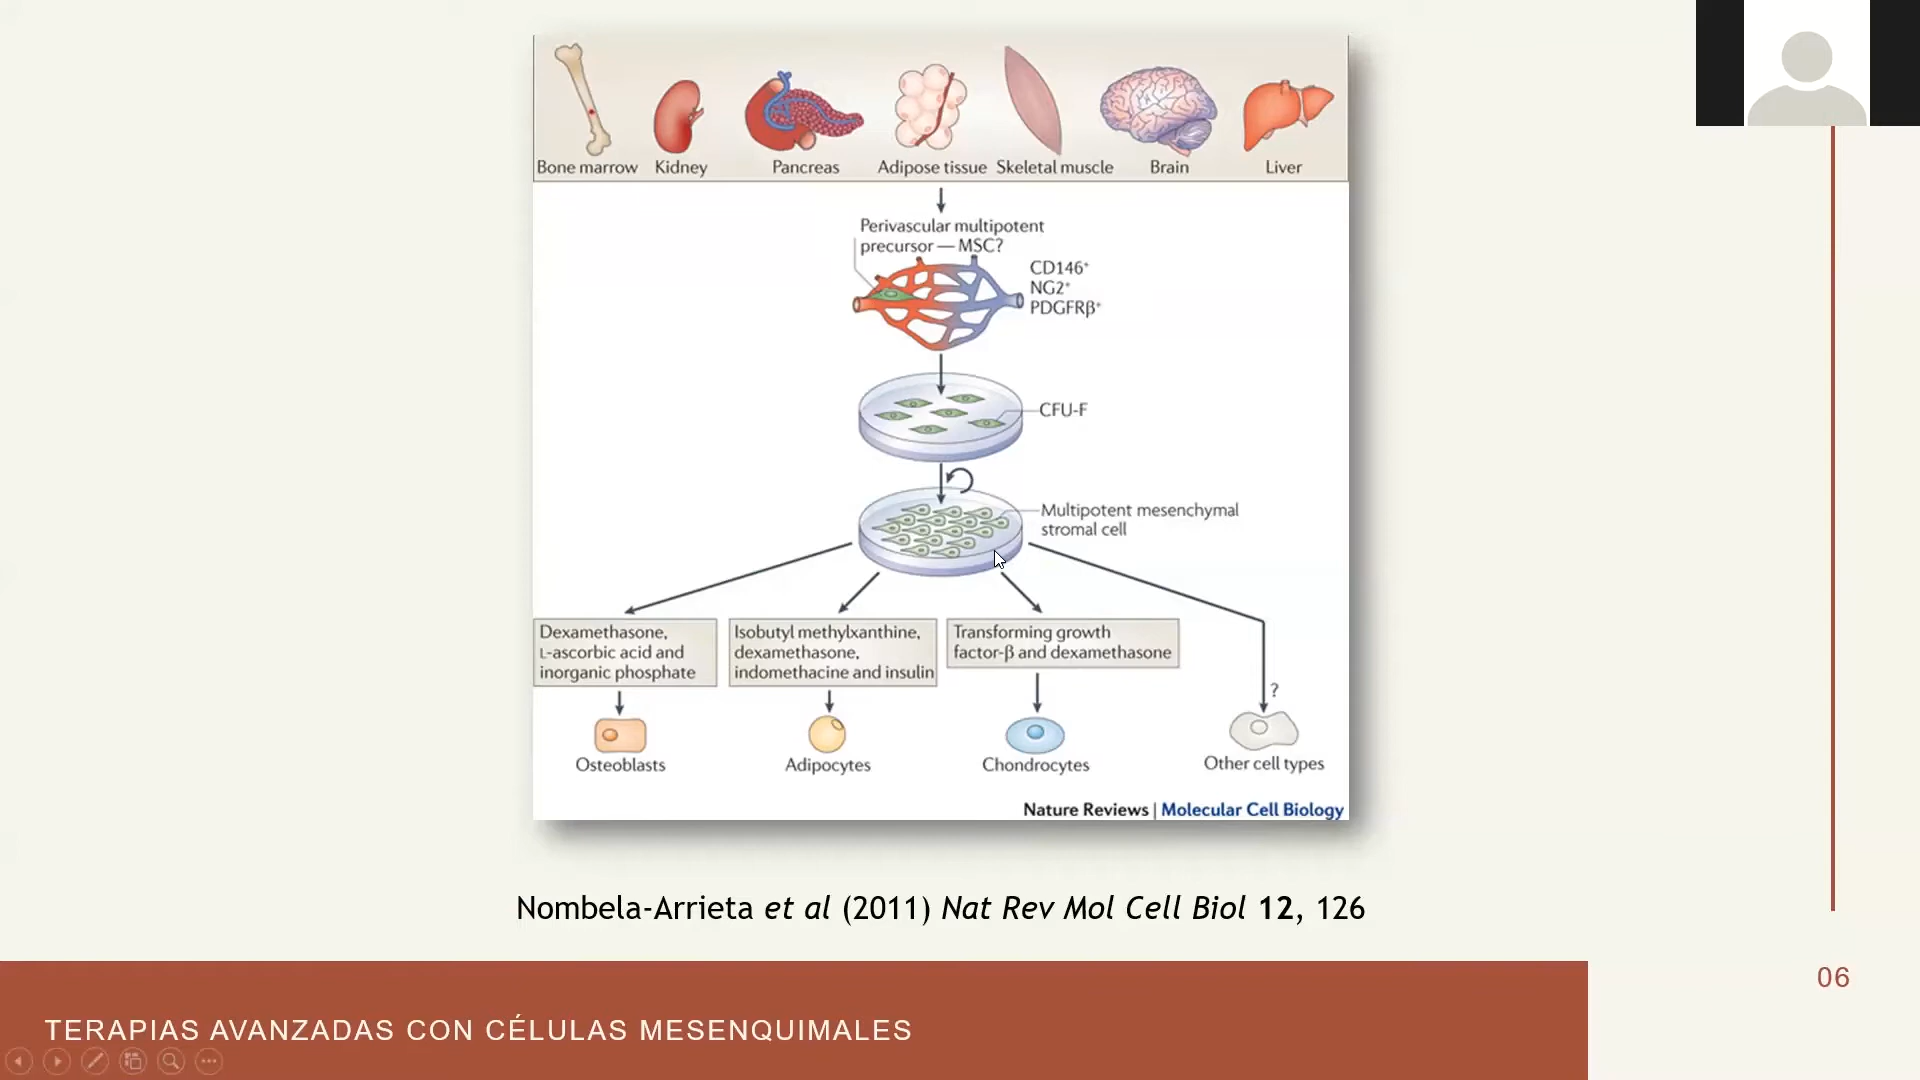 Bone marrow Kidney Pancreas Adipose tissue Skeletal muscle Brain Liver
Perivascular multipotent
precursor — MSC?
CD146⁺
NG2⁺
PDGFRβ⁺
CFU-F
Multipotent mesenchymal
stromal cell
Dexamethasone,
L-ascorbic acid and
inorganic phosphate
Isobutyl methylxanthine,
dexamethasone,
indomethacine and insulin
Transforming growth
factor-β and dexamethasone
?
Osteoblasts Adipocytes Chondrocytes Other cell types
Nature Reviews | Molecular Cell Biology
Nombela-Arrieta et al (2011) Nat Rev Mol Cell Biol 12, 126
06
TERAPIAS AVANZADAS CON CÉLULAS MESENQUIMALES